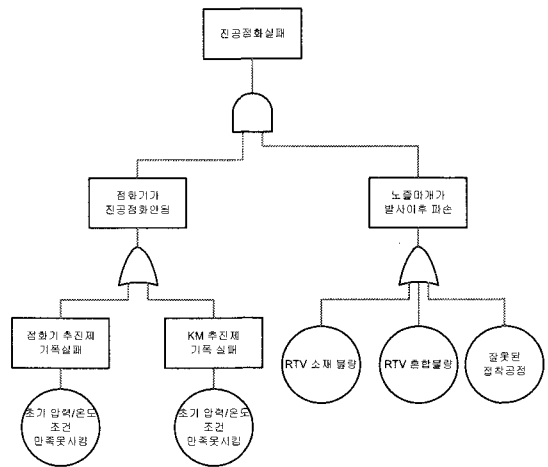 진공점화실패
점화기가
진공점화안됨
노즐마개가
발사이후 파손
점화기 추진제
기폭실패
KM 추진제
기폭 실패
RTV 소재 불량
RTV 혼합불량
잘못된
접착공정
초기 압력/온도
조건
만족못시킴
초기 압력/온도
조건
만족못시킴